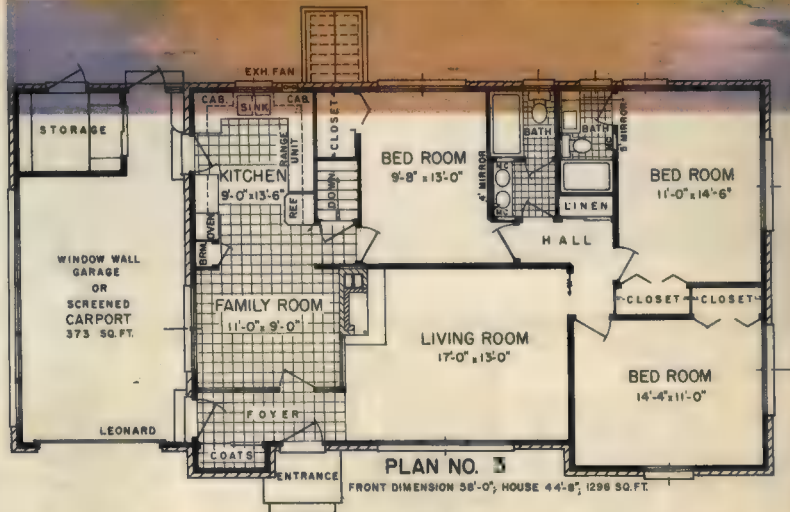 EXH FAN
CAB.
SINK
CAB
STORAGE
CLOSET
RANGE
UNIT
KITCHEN
9'-0"x13'-6"
REF
OVEN
BRM
DOWN
BED ROOM
9'-8" x 13'-0"
4' MIRROR
BATH
BATH
5' MIRROR
LINEN
BED ROOM
11'-0" x 14'-6"
HALL
WINDOW WALL
GARAGE
OR
SCREENED
CARPORT
373 SQ. FT.
FAMILY ROOM
11'-0" x 9'-0"
LIVING ROOM
17'-0" x 13'-0"
CLOSET
CLOSET
BED ROOM
14'-4" x 11'-0"
FOYER
LEONARD
COATS
ENTRANCE
PLAN NO. 3
FRONT DIMENSION 58'-0"; HOUSE 44'-8", 1296 SQ. FT.